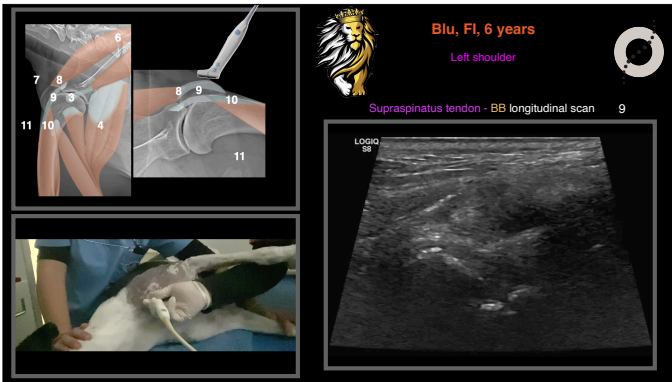 Blu, FI, 6 years
Left shoulder
Supraspinatus tendon - BB longitudinal scan 9
LOGIQ
S8
6
7 8
9 3
11 10 4
8 9
10
11